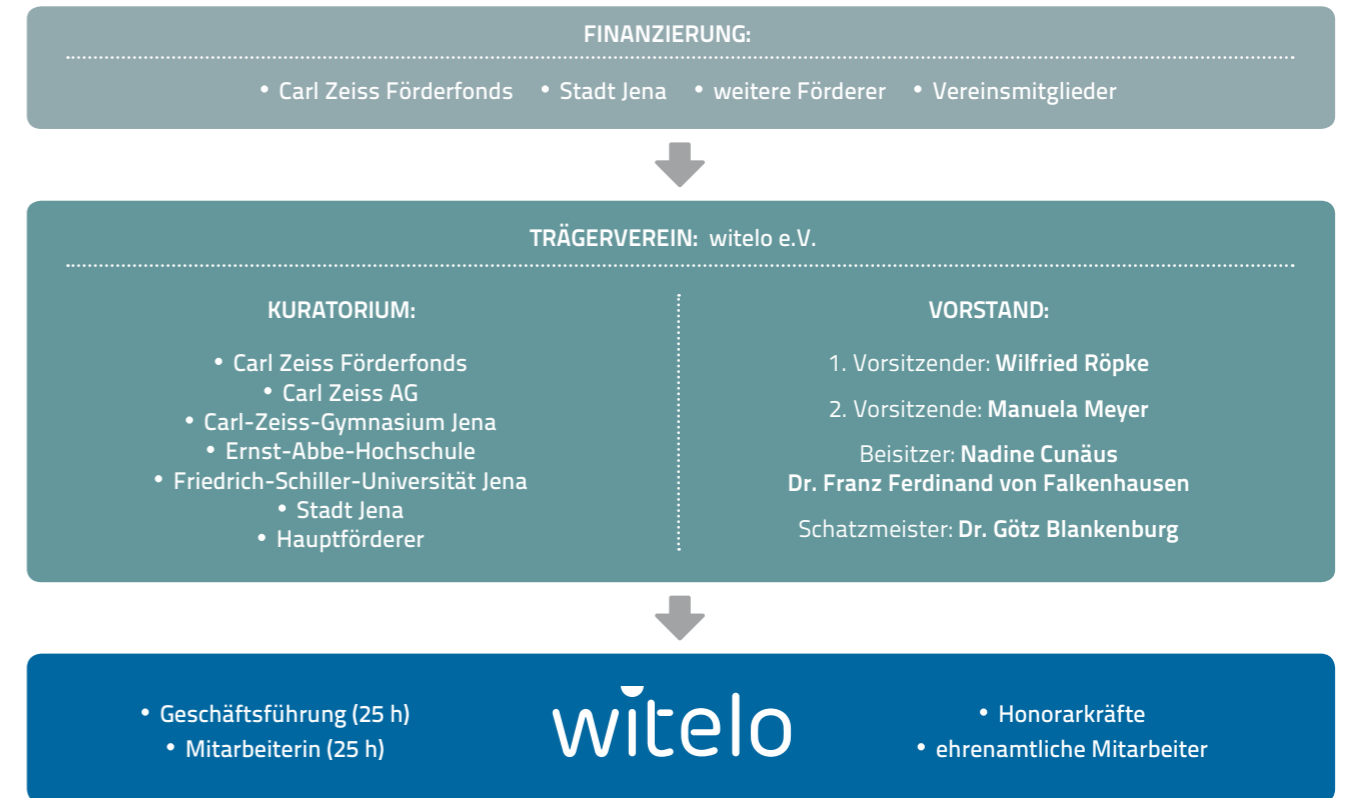 FINANZIERUNG:
• Carl Zeiss Förderfonds • Stadt Jena • weitere Förderer • Vereinsmitglieder
TRÄGERVEREIN: witelo e.V.
KURATORIUM:
• Carl Zeiss Förderfonds
• Carl Zeiss AG
• Carl-Zeiss-Gymnasium Jena
• Ernst-Abbe-Hochschule
• Friedrich-Schiller-Universität Jena
• Stadt Jena
• Hauptförderer
VORSTAND:
1. Vorsitzender: Wilfried Röpke
2. Vorsitzende: Manuela Meyer
Beisitzer: Nadine Cunäus
Dr. Franz Ferdinand von Falkenhausen
Schatzmeister: Dr. Götz Blankenburg
• Geschäftsführung (25 h)
• Mitarbeiterin (25 h)
witelo
• Honorarkräfte
• ehrenamtliche Mitarbeiter